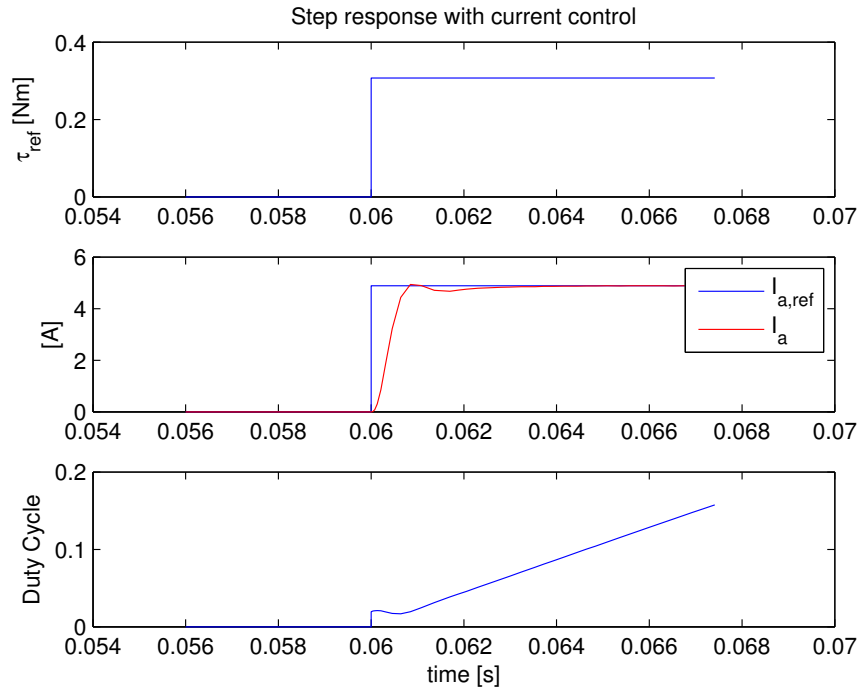 Step response with current control
0.4
0.2
0
τref [Nm]
0.054 0.056 0.058 0.06 0.062 0.064 0.066 0.068 0.07
6
4
2
0
[A]
Ia,ref
Ia
0.054 0.056 0.058 0.06 0.062 0.064 0.066 0.068 0.07
0.2
0.1
0
Duty Cycle
0.054 0.056 0.058 0.06 0.062 0.064 0.066 0.068 0.07
time [s]